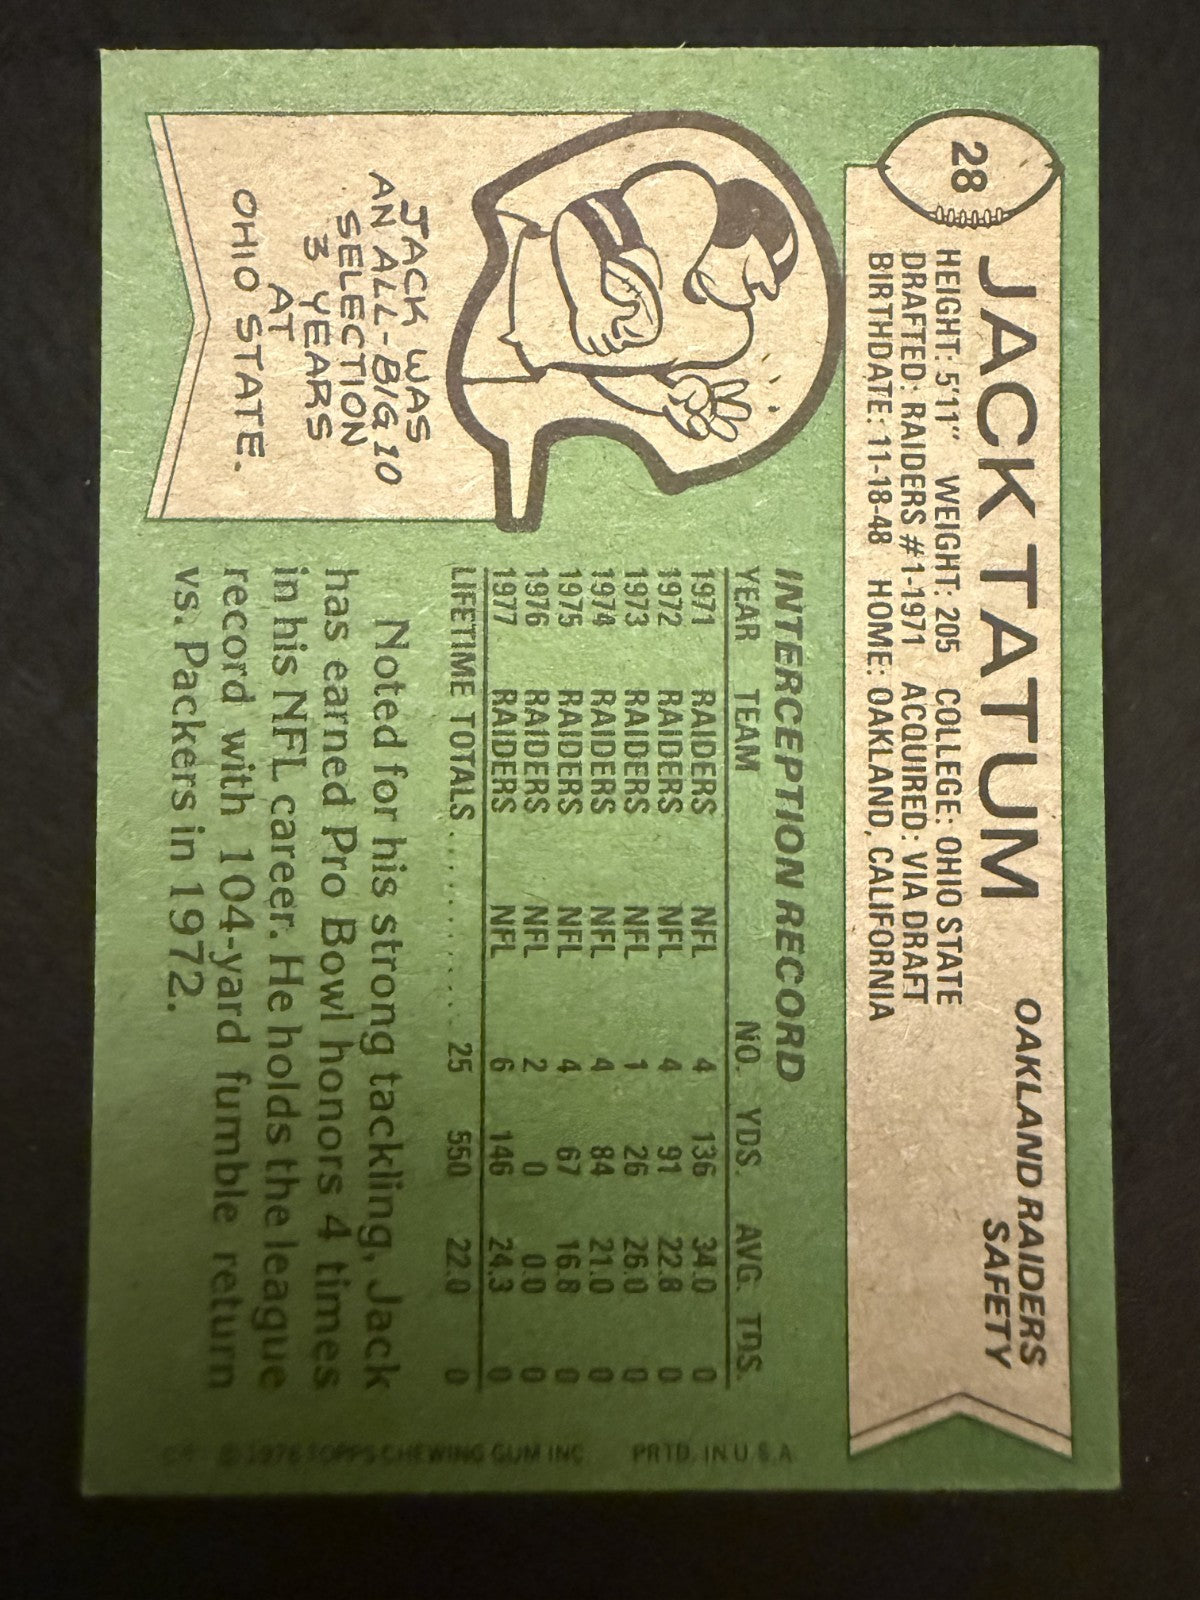 28
JACK TATUM
OAKLAND RAIDERS
SAFETY
HEIGHT: 5'11" WEIGHT: 205 COLLEGE: OHIO STATE
DRAFTED: RAIDERS #1-1971 ACQUIRED: VIA DRAFT
BIRTHDATE: 11-18-48 HOME: OAKLAND, CALIFORNIA
JACK WAS
AN ALL-BIG 10
SELECTION
3 YEARS
AT
OHIO STATE.
INTERCEPTION RECORD
YEAR TEAM NO. YDS. AVG. TDS.
1971 RAIDERS NFL 4 136 34.0 0
1972 RAIDERS NFL 4 91 22.8 0
1973 RAIDERS NFL 1 26 26.0 0
1974 RAIDERS NFL 4 84 21.0 0
1975 RAIDERS NFL 4 67 16.8 0
1976 RAIDERS NFL 2 0 0.0 0
1977 RAIDERS NFL 6 146 24.3 0
LIFETIME TOTALS.............. 25 550 22.0 0
Noted for his strong tackling, Jack
has earned Pro Bowl honors 4 times
in his NFL career. He holds the league
record with 104-yard fumble return
vs. Packers in 1972.
TOPPS CHEWING GUM INC PRTD. IN U.S.A